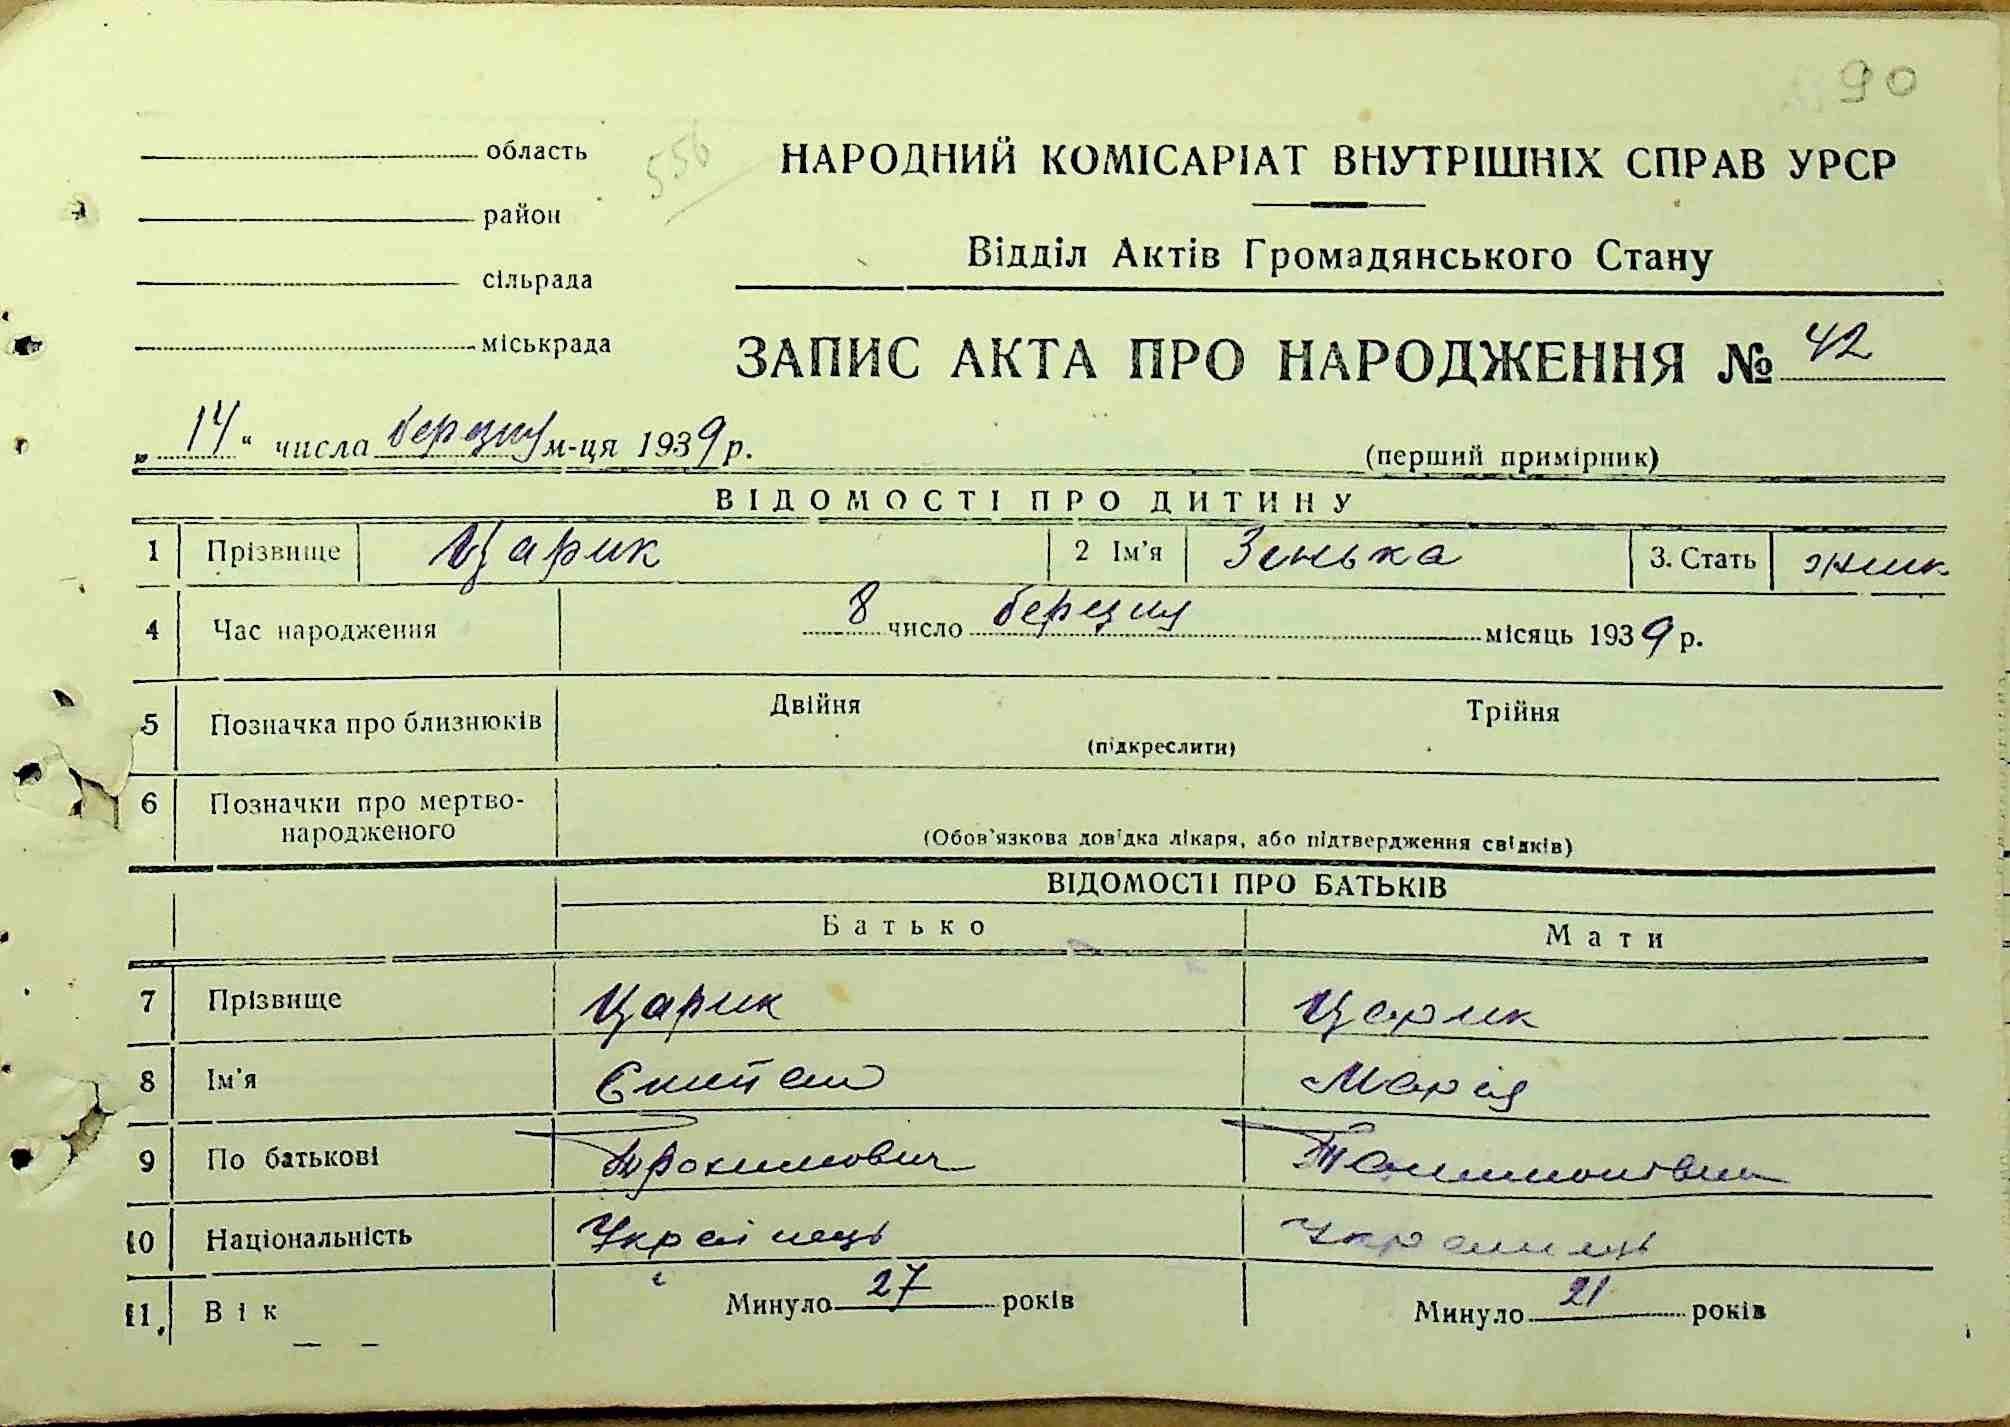 90
область
556
НАРОДНИЙ КОМІСАРІАТ ВНУТРІШНІХ СПРАВ УРСР
район
Відділ Актів Громадянського Стану
сільрада
міськрада
ЗАПИС АКТА ПРО НАРОДЖЕННЯ № 42
„14“ числа березня м-ця 1939 р.
(перший примірник)
ВІДОМОСТІ ПРО ДИТИНУ
1 Прізвище Царик 2 Ім'я Зенька 3. Стать жінк
4 Час народження 8 число березня місяць 1939 р.
5 Позначка про близнюків Двійня Трійня
(підкреслити)
6 Позначки про мертво-
народженого
(Обов'язкова довідка лікаря, або підтвердження свідків)
ВІДОМОСТІ ПРО БАТЬКІВ
Батько Мати
7 Прізвище Царик Царик
8 Ім'я Марія
9 По батькові Трохимович
10 Національність Українець
11. Вік Минуло 27 років Минуло 21 років